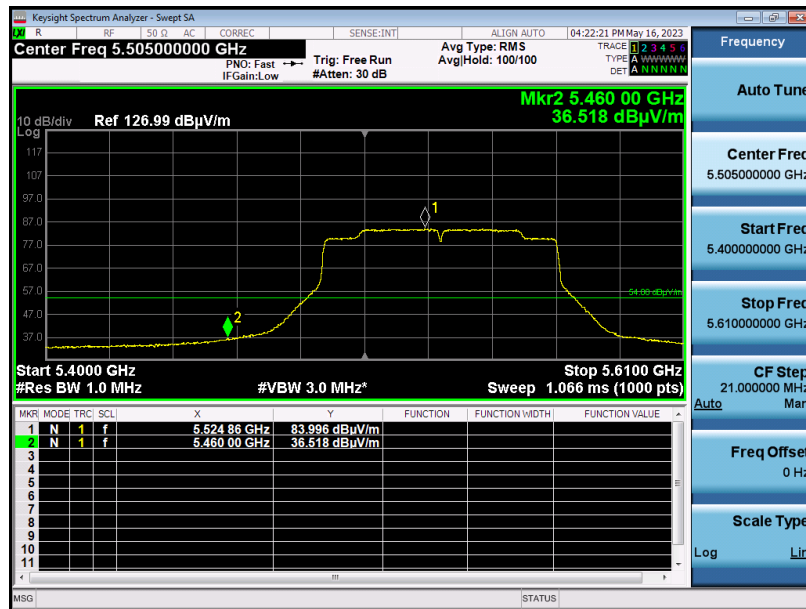 Keysight Spectrum Analyzer - Swept SA
LXI R RF 50 Ω AC CORREC SENSE:INT ALIGN AUTO 04:22:21 PM May 16, 2023
Center Freq 5.505000000 GHz
PNO: Fast
IFGain:Low
Trig: Free Run
#Atten: 30 dB
Avg Type: RMS
Avg|Hold: 100/100
TRACE 1 2 3 4 5 6
TYPE A WWWWW
DET A N N N N N
Mkr2 5.460 00 GHz
36.518 dBµV/m
10 dB/div Ref 126.99 dBµV/m
Log
117
107
97.0
87.0
77.0
67.0
57.0
47.0
37.0
1
2
54.00 dBµV/m
Start 5.4000 GHz Stop 5.6100 GHz
#Res BW 1.0 MHz #VBW 3.0 MHz* Sweep 1.066 ms (1000 pts)
MKR MODE TRC SCL X Y FUNCTION FUNCTION WIDTH FUNCTION VALUE
1 N 1 f 5.524 86 GHz 83.996 dBµV/m
2 N 1 f 5.460 00 GHz 36.518 dBµV/m
3
4
5
6
7
8
9
10
11
MSG STATUS
Frequency
Auto Tune
Center Freq
5.505000000 GHz
Start Freq
5.400000000 GHz
Stop Freq
5.610000000 GHz
CF Step
21.000000 MHz
Auto Man
Freq Offset
0 Hz
Scale Type
Log Lin